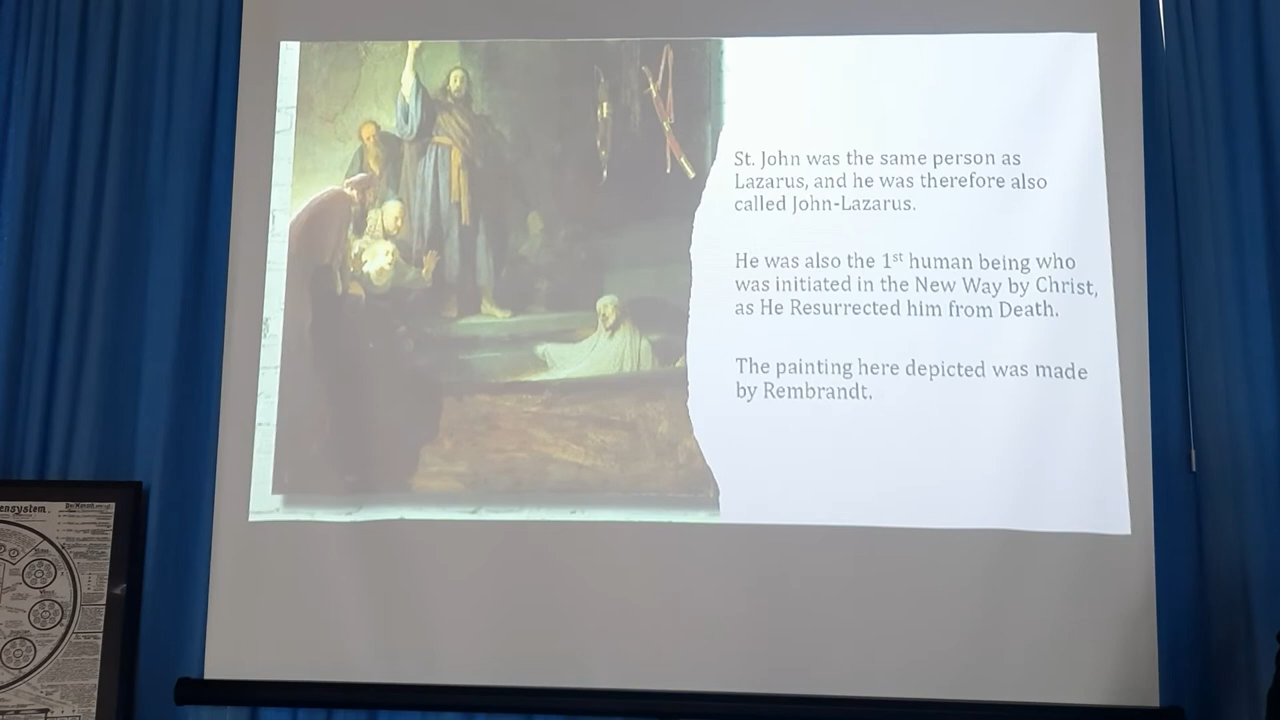 St. John was the same person as
Lazarus, and he was therefore also
called John-Lazarus.
He was also the 1st human being who
was initiated in the New Way by Christ,
as He Resurrected him from Death.
The painting here depicted was made
by Rembrandt.
ensystem.
Der Mensch